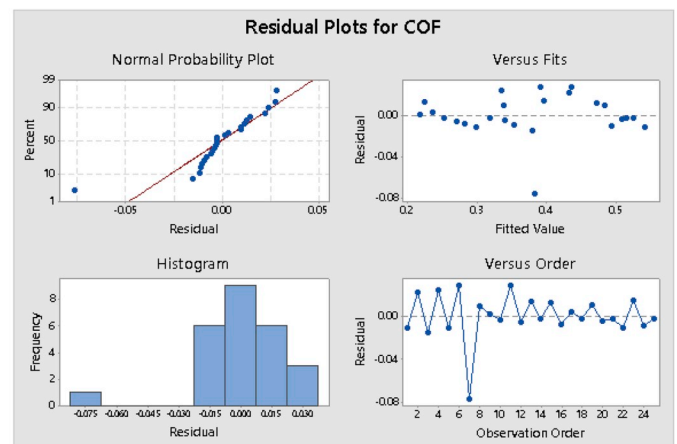 Residual Plots for COF
Normal Probability Plot
99
90
50
10
1
Percent
-0.05 0.00 0.05
Residual
Versus Fits
0.00
-0.04
-0.08
Residual
0.2 0.3 0.4 0.5
Fitted Value
Histogram
8
6
4
2
0
Frequency
-0.075 -0.060 -0.045 -0.030 -0.015 0.000 0.015 0.030
Residual
Versus Order
0.00
-0.04
-0.08
Residual
2 4 6 8 10 12 14 16 18 20 22 24
Observation Order